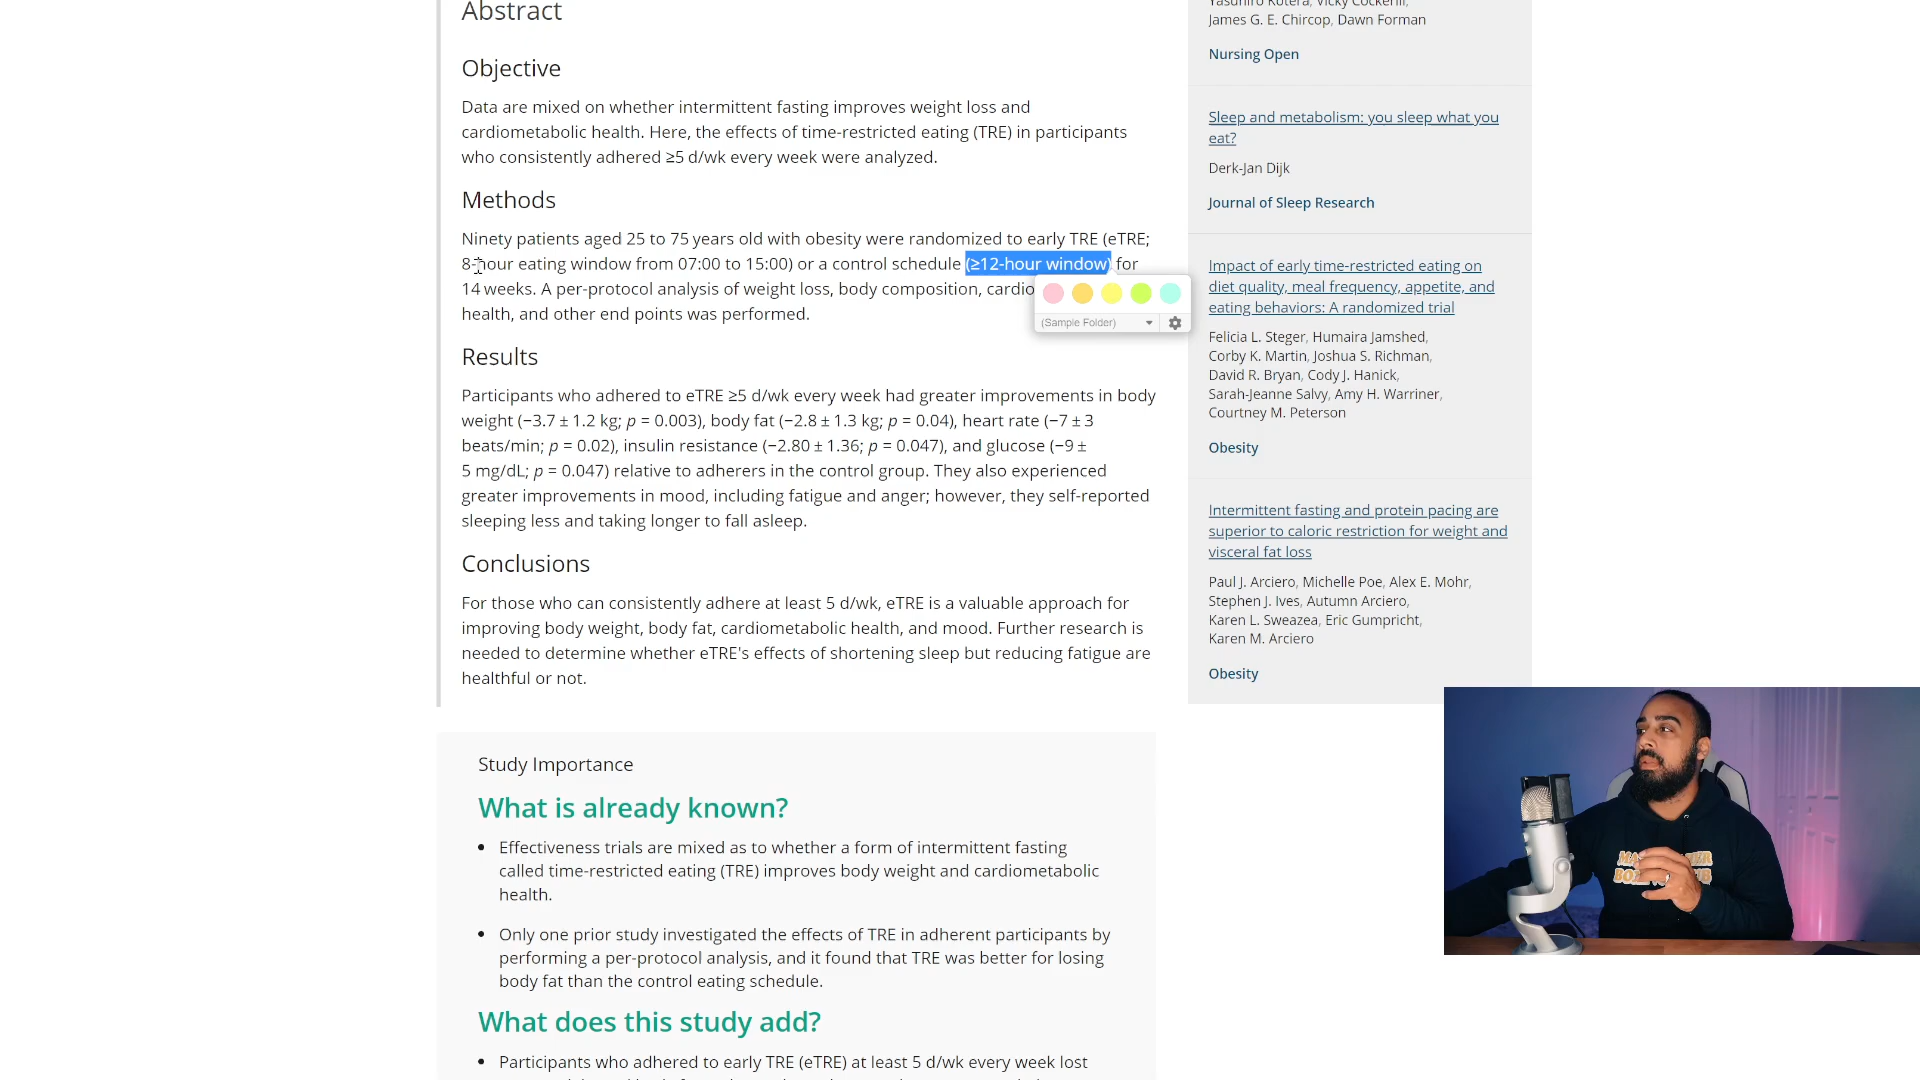 Abstract
Objective
Data are mixed on whether intermittent fasting improves weight loss and
cardiometabolic health. Here, the effects of time-restricted eating (TRE) in participants
who consistently adhered ≥5 d/wk every week were analyzed.
Methods
Ninety patients aged 25 to 75 years old with obesity were randomized to early TRE (eTRE;
8-hour eating window from 07:00 to 15:00) or a control schedule (≥12-hour window) for
14 weeks. A per-protocol analysis of weight loss, body composition, cardio
health, and other end points was performed.
(Sample Folder)
Results
Participants who adhered to eTRE ≥5 d/wk every week had greater improvements in body
weight (−3.7 ± 1.2 kg; p = 0.003), body fat (−2.8 ± 1.3 kg; p = 0.04), heart rate (−7 ± 3
beats/min; p = 0.02), insulin resistance (−2.80 ± 1.36; p = 0.047), and glucose (−9 ±
5 mg/dL; p = 0.047) relative to adherers in the control group. They also experienced
greater improvements in mood, including fatigue and anger; however, they self-reported
sleeping less and taking longer to fall asleep.
Conclusions
For those who can consistently adhere at least 5 d/wk, eTRE is a valuable approach for
improving body weight, body fat, cardiometabolic health, and mood. Further research is
needed to determine whether eTRE's effects of shortening sleep but reducing fatigue are
healthful or not.
Study Importance
What is already known?
• Effectiveness trials are mixed as to whether a form of intermittent fasting
called time-restricted eating (TRE) improves body weight and cardiometabolic
health.
• Only one prior study investigated the effects of TRE in adherent participants by
performing a per-protocol analysis, and it found that TRE was better for losing
body fat than the control eating schedule.
What does this study add?
• Participants who adhered to early TRE (eTRE) at least 5 d/wk every week lost
Yasuhiro Kotera, Vicky Cockerill,
James G. E. Chircop, Dawn Forman
Nursing Open
Sleep and metabolism: you sleep what you
eat?
Derk-Jan Dijk
Journal of Sleep Research
Impact of early time-restricted eating on
diet quality, meal frequency, appetite, and
eating behaviors: A randomized trial
Felicia L. Steger, Humaira Jamshed,
Corby K. Martin, Joshua S. Richman,
David R. Bryan, Cody J. Hanick,
Sarah-Jeanne Salvy, Amy H. Warriner,
Courtney M. Peterson
Obesity
Intermittent fasting and protein pacing are
superior to caloric restriction for weight and
visceral fat loss
Paul J. Arciero, Michelle Poe, Alex E. Mohr,
Stephen J. Ives, Autumn Arciero,
Karen L. Sweazea, Eric Gumpricht,
Karen M. Arciero
Obesity